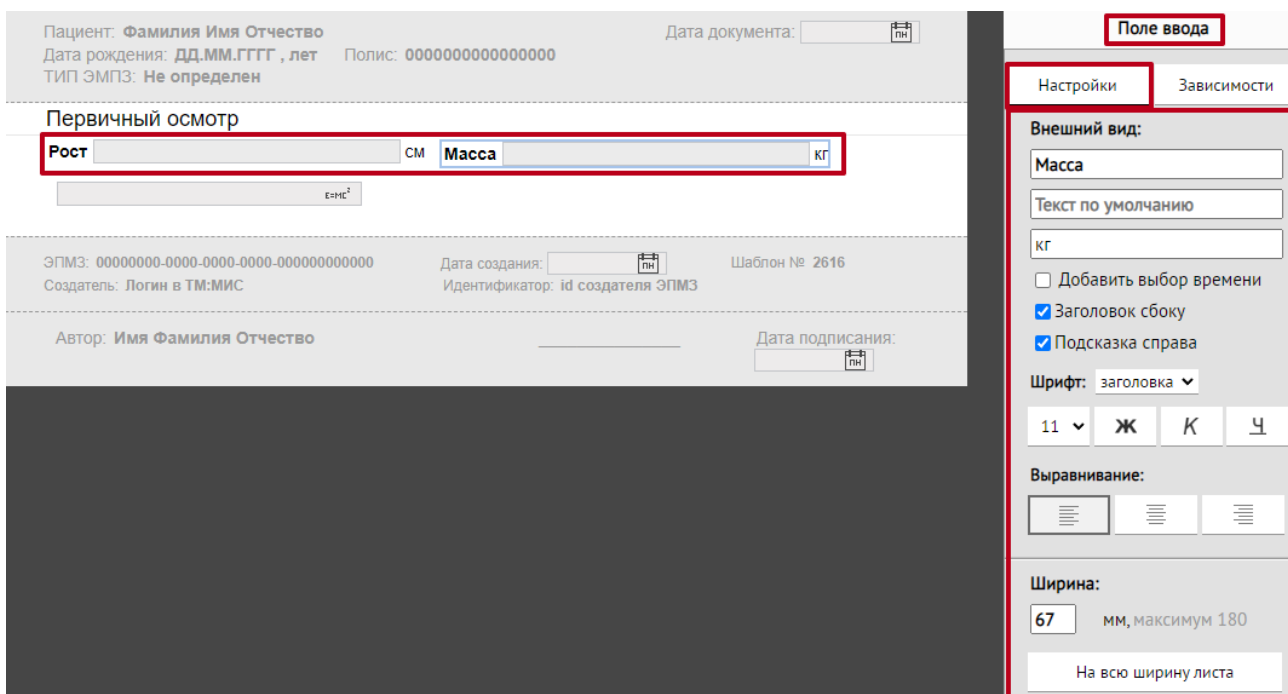 Пациент: Фамилия Имя Отчество Дата документа: ПН
Дата рождения: ДД.ММ.ГГГГ , лет Полис: 0000000000000000
ТИП ЭМПЗ: Не определен
Первичный осмотр
Рост см Масса кг
E=MC²
ЭПМЗ: 00000000-0000-0000-0000-000000000000 Дата создания: ПН Шаблон № 2616
Создатель: Логин в ТМ:МИС Идентификатор: id создателя ЭПМЗ
Автор: Имя Фамилия Отчество Дата подписания:
ПН
Поле ввода
Настройки Зависимости
Внешний вид:
Масса
Текст по умолчанию
кг
Добавить выбор времени
Заголовок сбоку
Подсказка справа
Шрифт: заголовка
11 Ж К Ч
Выравнивание:
Ширина:
67 мм, максимум 180
На всю ширину листа